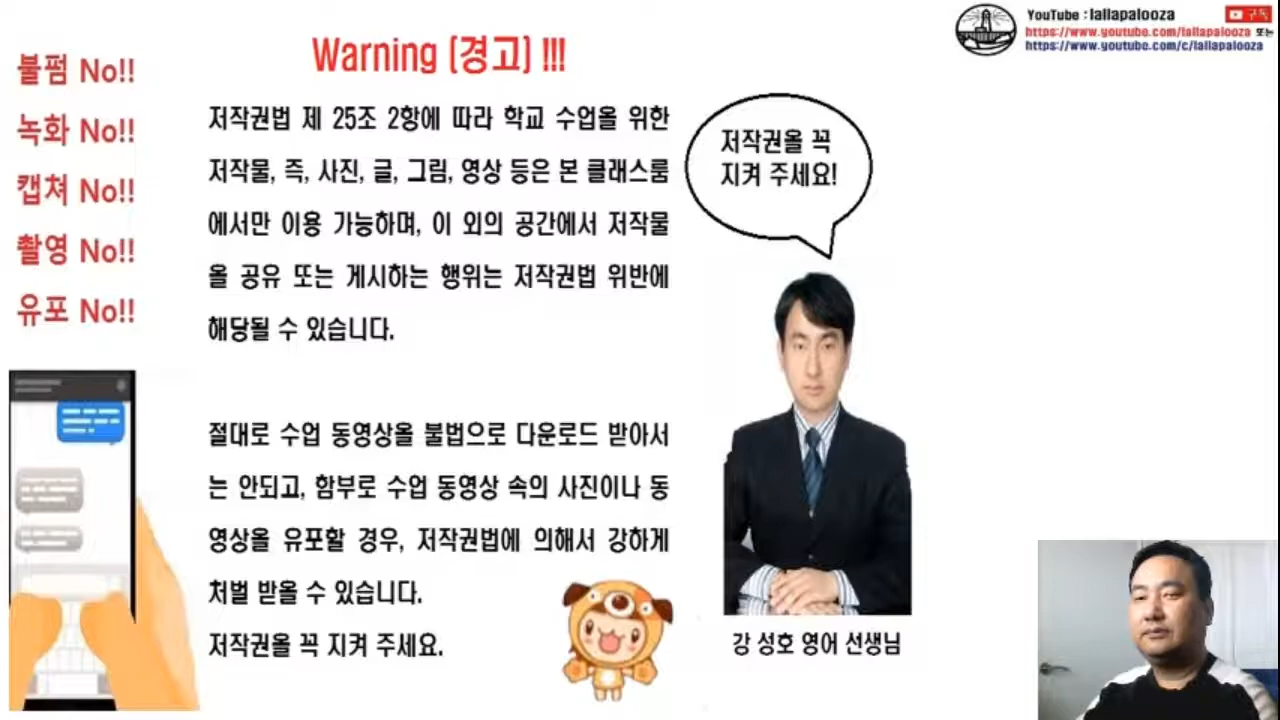 YouTube : lallapalooza
구독
https://www.youtube.com/lallapalooza 또는
https://www.youtube.com/c/lallapalooza
Warning (경고) !!!
불펌 No!!
녹화 No!!
캡쳐 No!!
촬영 No!!
유포 No!!
저작권법 제 25조 2항에 따라 학교 수업을 위한
저작물, 즉, 사진, 글, 그림, 영상 등은 본 클래스룸
에서만 이용 가능하며, 이 외의 공간에서 저작물
을 공유 또는 게시하는 행위는 저작권법 위반에
해당될 수 있습니다.
절대로 수업 동영상을 불법으로 다운로드 받아서
는 안되고, 함부로 수업 동영상 속의 사진이나 동
영상을 유포할 경우, 저작권법에 의해서 강하게
처벌 받을 수 있습니다.
저작권을 꼭 지켜 주세요.
저작권을 꼭
지켜 주세요!
강 성호 영어 선생님